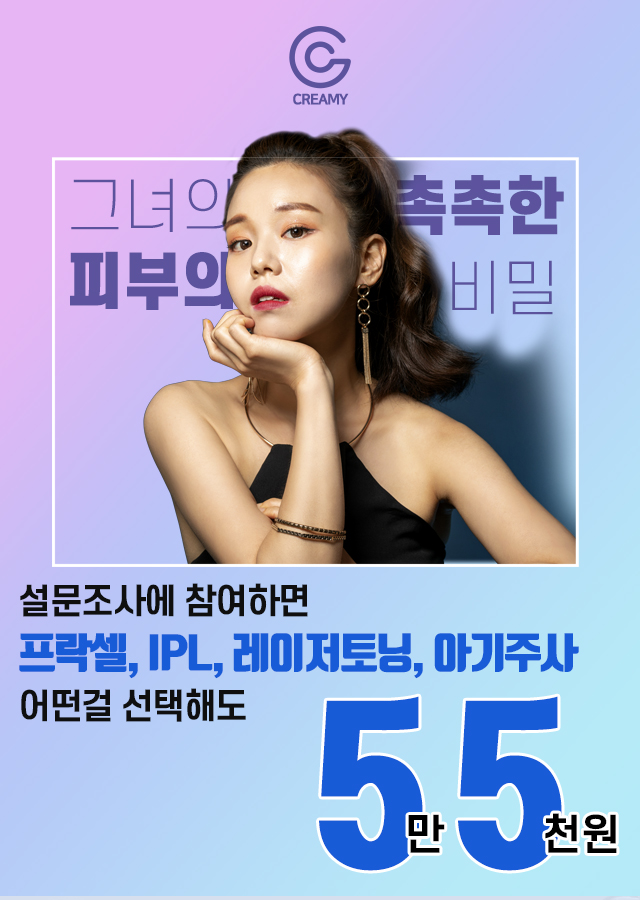 CREAMY
그녀의 촉촉한
피부의 비밀
설문조사에 참여하면
프락셀, IPL, 레이저토닝, 아기주사
어떤걸 선택해도
5만 5천원